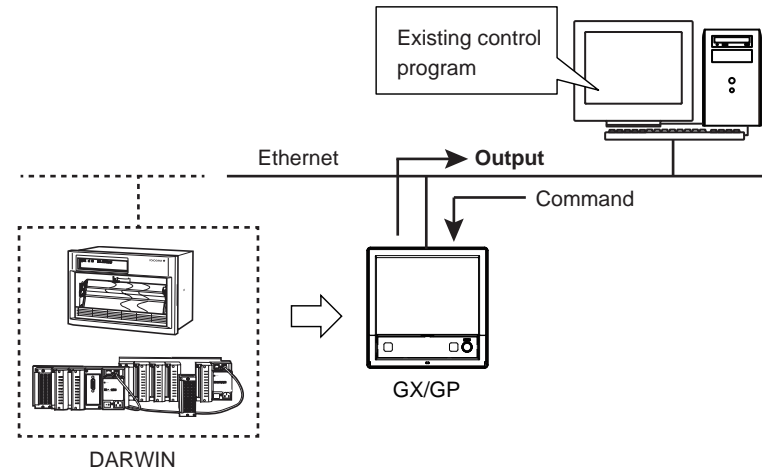 Existing control
program
Ethernet
Output
Command
GX/GP
DARWIN